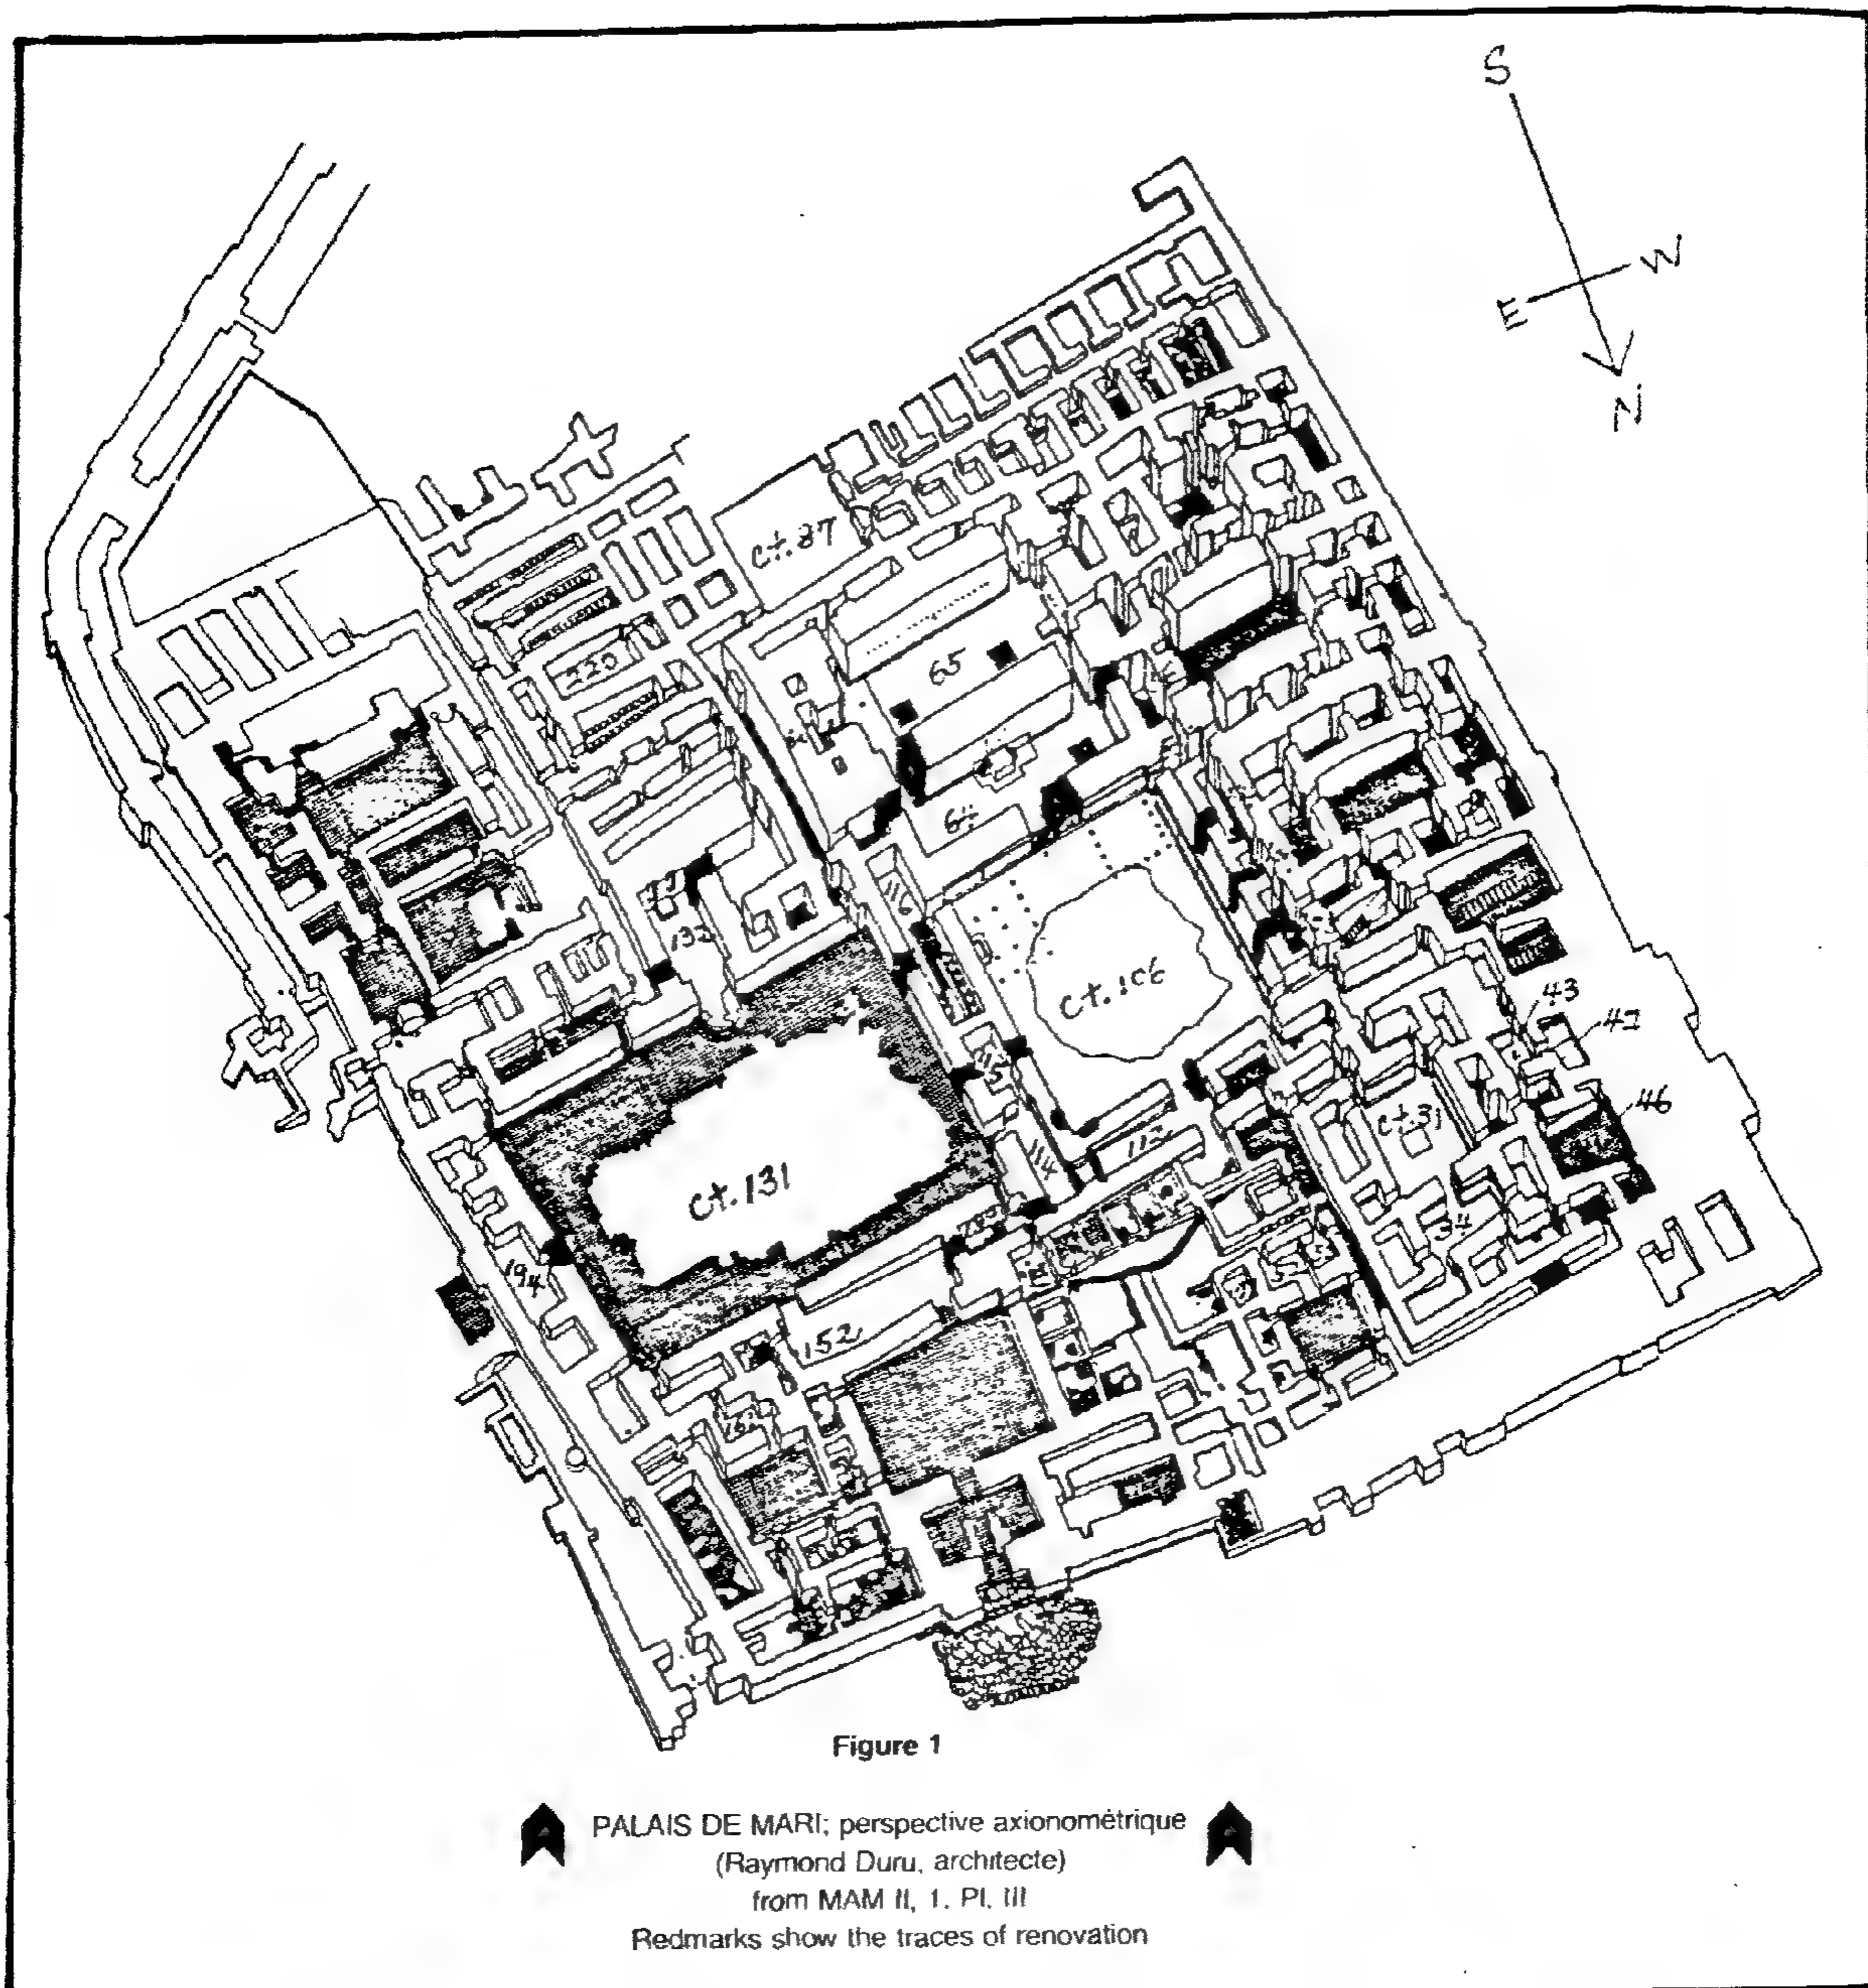 S
W
E
N
ct.87
220
65
64
116
132
ct.106
43
42
ct.31
46
115
112
ct.131
114
34
194
152
162
Figure 1
PALAIS DE MARI; perspective axionométrique
(Raymond Duru, architecte)
from MAM II, 1. Pl. III
Redmarks show the traces of renovation